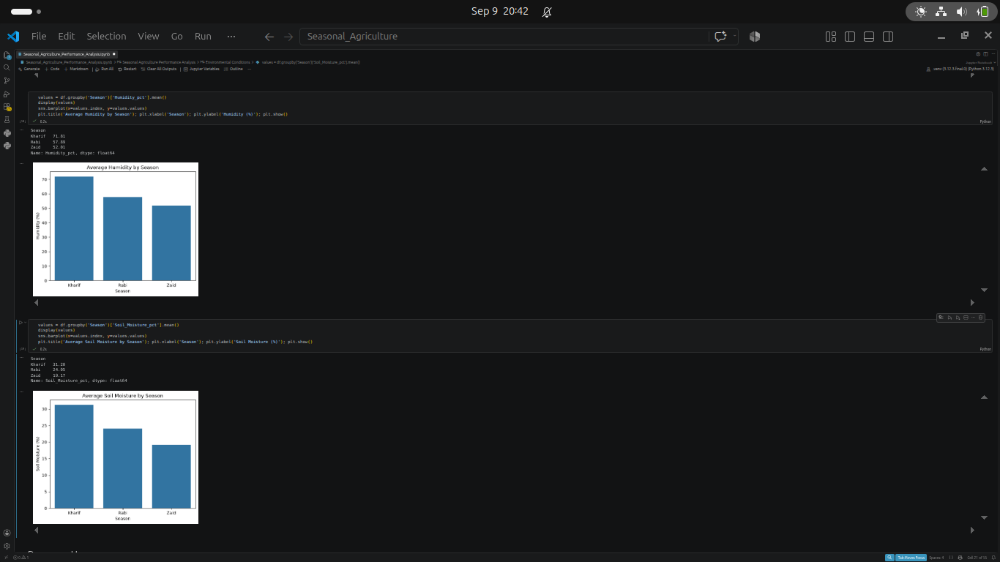 Sep 9 20:42
File Edit Selection View Go Run ···
Seasonal_Agriculture
Seasonal_Agriculture_Performance_Analysis.ipynb
Seasonal_Agriculture_Performance_Analysis.ipynb > Seasonal Agriculture Performance Analysis > Environmental Conditions > values = df.groupby('Season')['Soil_Moisture_pct'].mean()
Generate + Code + Markdown | Run All Restart Clear All Outputs | Jupyter Variables Outline ···
.venv (3.12.3.final.0) (Python 3.12.3)
values = df.groupby('Season')['Humidity_pct'].mean()
display(values)
sns.barplot(x=values.index, y=values.values)
plt.title('Average Humidity by Season'); plt.xlabel('Season'); plt.ylabel('Humidity (%)'); plt.show()
0.2s
Python
Season
Kharif 71.81
Rabi 57.89
Zaid 52.01
Name: Humidity_pct, dtype: float64
Average Humidity by Season
70
60
50
40
30
20
10
0
Humidity (%)
Kharif Rabi Zaid
Season
values = df.groupby('Season')['Soil_Moisture_pct'].mean()
display(values)
sns.barplot(x=values.index, y=values.values)
plt.title('Average Soil Moisture by Season'); plt.xlabel('Season'); plt.ylabel('Soil Moisture (%)'); plt.show()
0.2s
Python
Season
Kharif 31.20
Rabi 24.05
Zaid 19.17
Name: Soil_Moisture_pct, dtype: float64
Average Soil Moisture by Season
30
25
20
15
10
5
0
Soil Moisture (%)
Kharif Rabi Zaid
Season
Tab Moves Focus Spaces: 4